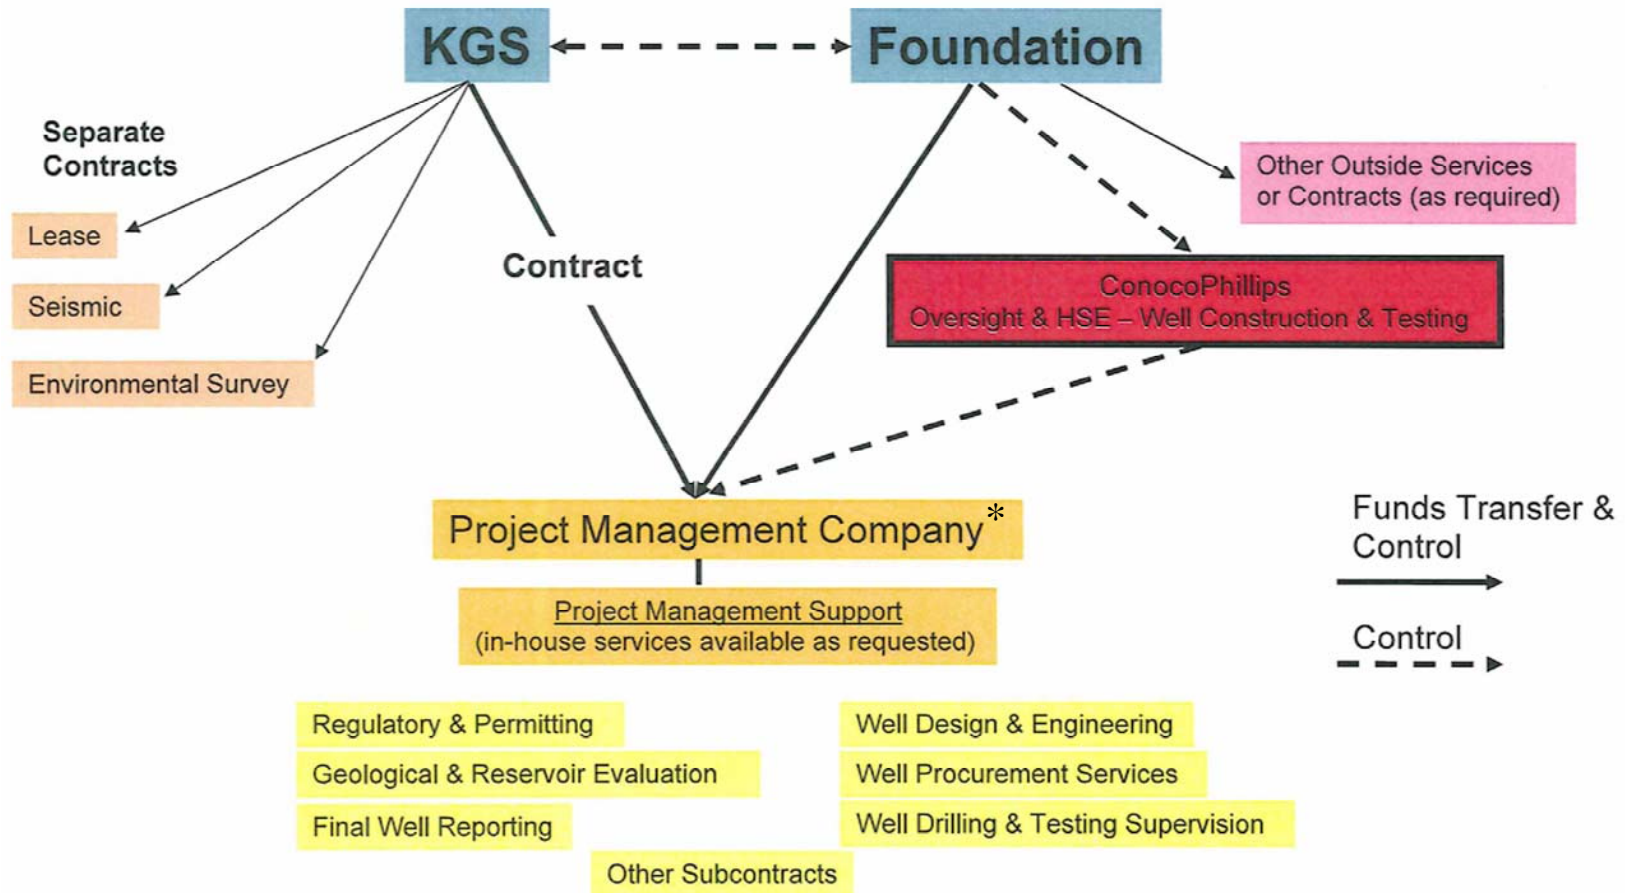 KGS
Foundation
Separate
Contracts
Other Outside Services
or Contracts (as required)
Lease
Contract
ConocoPhillips
Oversight & HSE – Well Construction & Testing
Seismic
Environmental Survey
Project Management Company*
Funds Transfer &
Control
Project Management Support
(in-house services available as requested)
Control
Regulatory & Permitting
Well Design & Engineering
Geological & Reservoir Evaluation
Well Procurement Services
Final Well Reporting
Well Drilling & Testing Supervision
Other Subcontracts